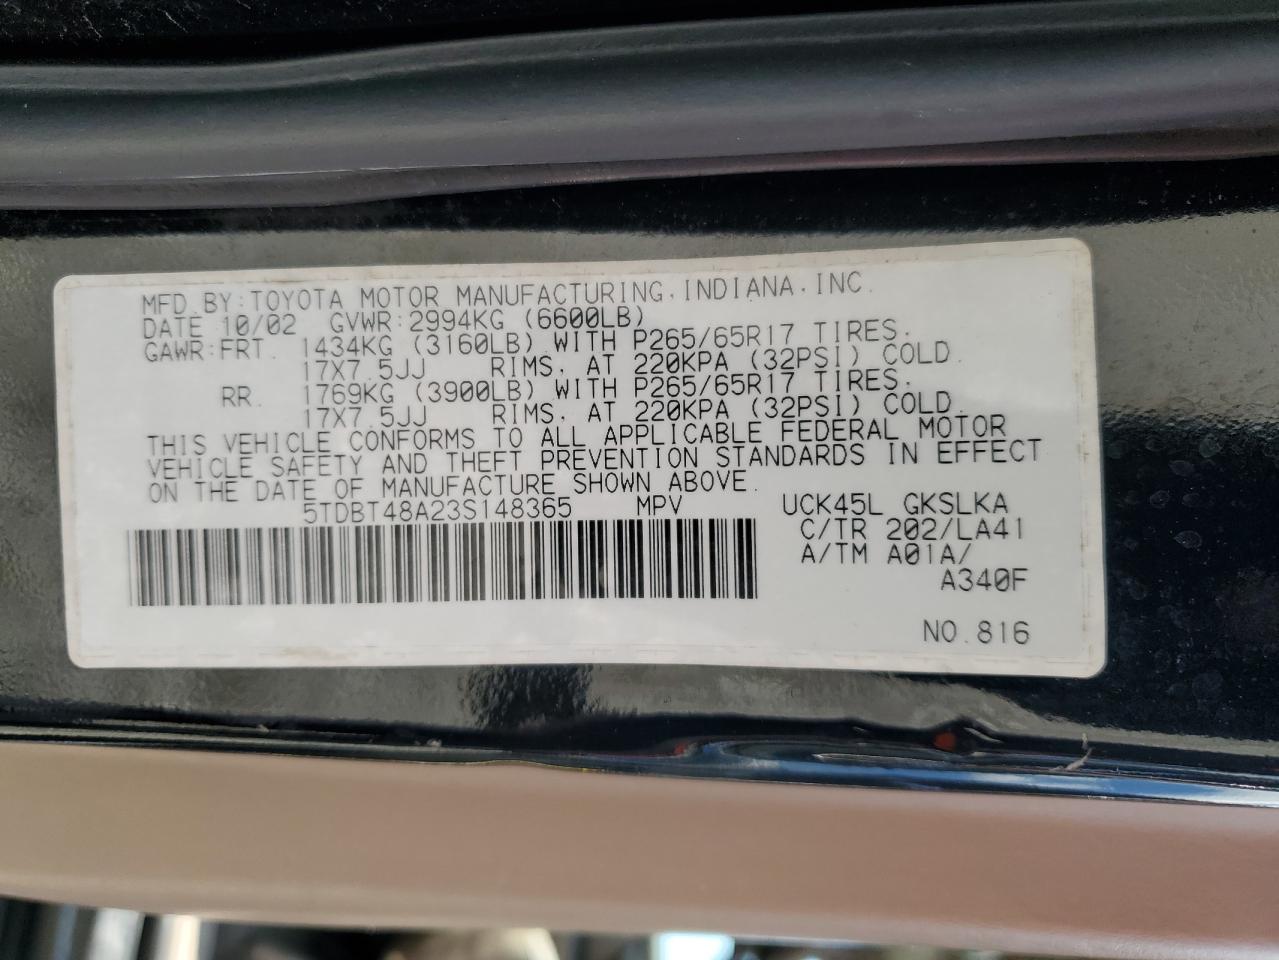 MFD. BY: TOYOTA MOTOR MANUFACTURING, INDIANA, INC.
DATE 10/02 GVWR: 2994KG (6600LB)
GAWR: FRT. 1434KG (3160LB) WITH P265/65R17 TIRES.
17X7.5JJ RIMS, AT 220KPA (32PSI) COLD.
RR. 1769KG (3900LB) WITH P265/65R17 TIRES.
17X7.5JJ RIMS, AT 220KPA (32PSI) COLD.
THIS VEHICLE CONFORMS TO ALL APPLICABLE FEDERAL MOTOR
VEHICLE SAFETY AND THEFT PREVENTION STANDARDS IN EFFECT
ON THE DATE OF MANUFACTURE SHOWN ABOVE.
5TDBT48A23S148365 MPV UCK45L GKSLKA
C/TR 202/LA41
A/TM A01A/
A340F
NO. 816